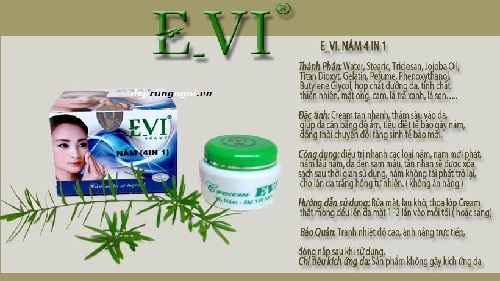 E_VI®
E_VI. NÁM 4 IN 1
Thành Phần: Water, Stearic, Triclosan, Jojoba Oil,
Titan Dioxyt, Gelatin, Pefume, Phenoxythanol,
Butylene Glycol, hợp chất dưỡng da, tinh chất
thiên nhiên, mật ong, cam, lá trà xanh, lá sen.....
Đặc tính: Cream tan nhanh, thấm sâu vào da,
giúp da cân bằng độ ẩm, tiêu diệt tế bào gây nám,
đồng thời chuyển đổi tăng sinh tế bào mới.
Công dụng: điều trị nhanh các loại nám, nám mới phát,
nám lâu năm, da đen sạm màu, tàn nhan sẽ được xóa
sạch sau thời gian sử dụng, nám không tái phát trở lại,
cho làn da trắng hồng tự nhiên. ( không ăn nắng )
Hướng dẫn sử dụng: Rửa mặt, lau khô, thoa lớp Cream
thật mỏng đều lên da mặt 1-2 lần vào mỗi tối ( hoặc sáng)
Bảo Quản: Tránh nhiệt độ cao, ánh nắng trực tiếp,
đóng nắp sau khi sử dụng.
Chỉ tiêu kích ứng da: Sản phẩm không gây kích ứng da
deptrungngoi.vn
EVI
NÁM (4IN 1)
Cream EVI